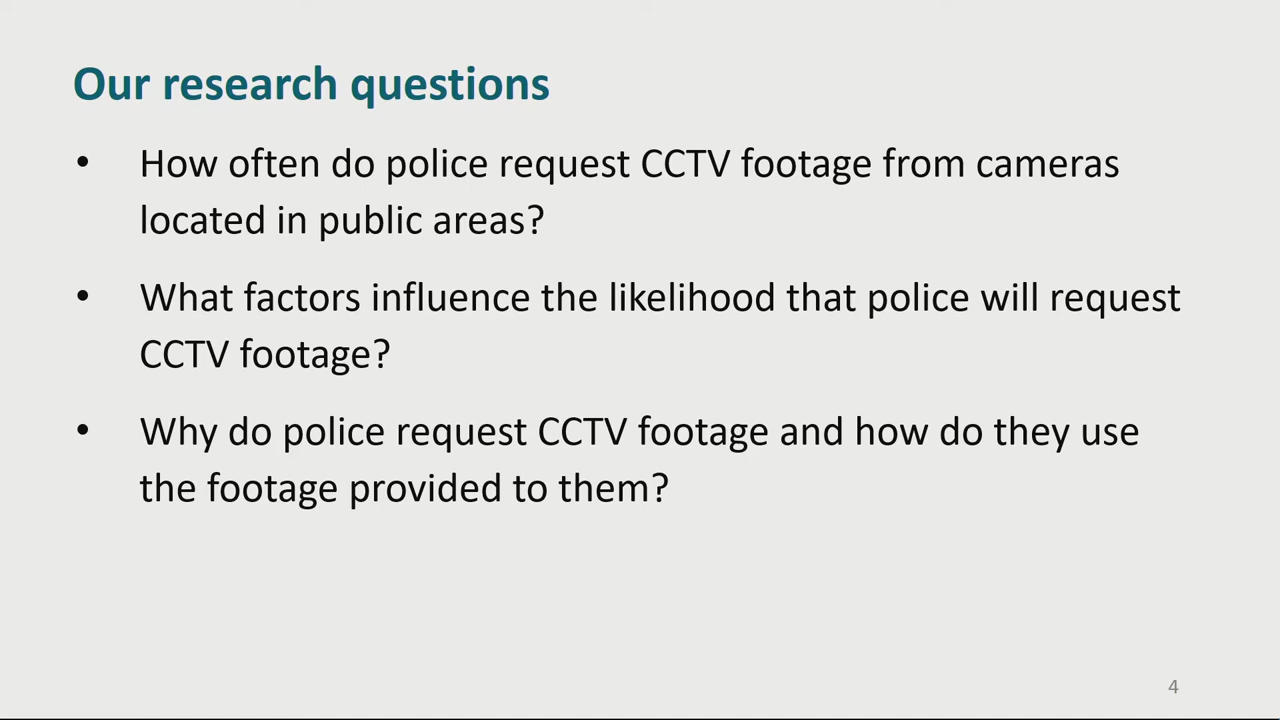 Our research questions
• How often do police request CCTV footage from cameras
located in public areas?
• What factors influence the likelihood that police will request
CCTV footage?
• Why do police request CCTV footage and how do they use
the footage provided to them?
4